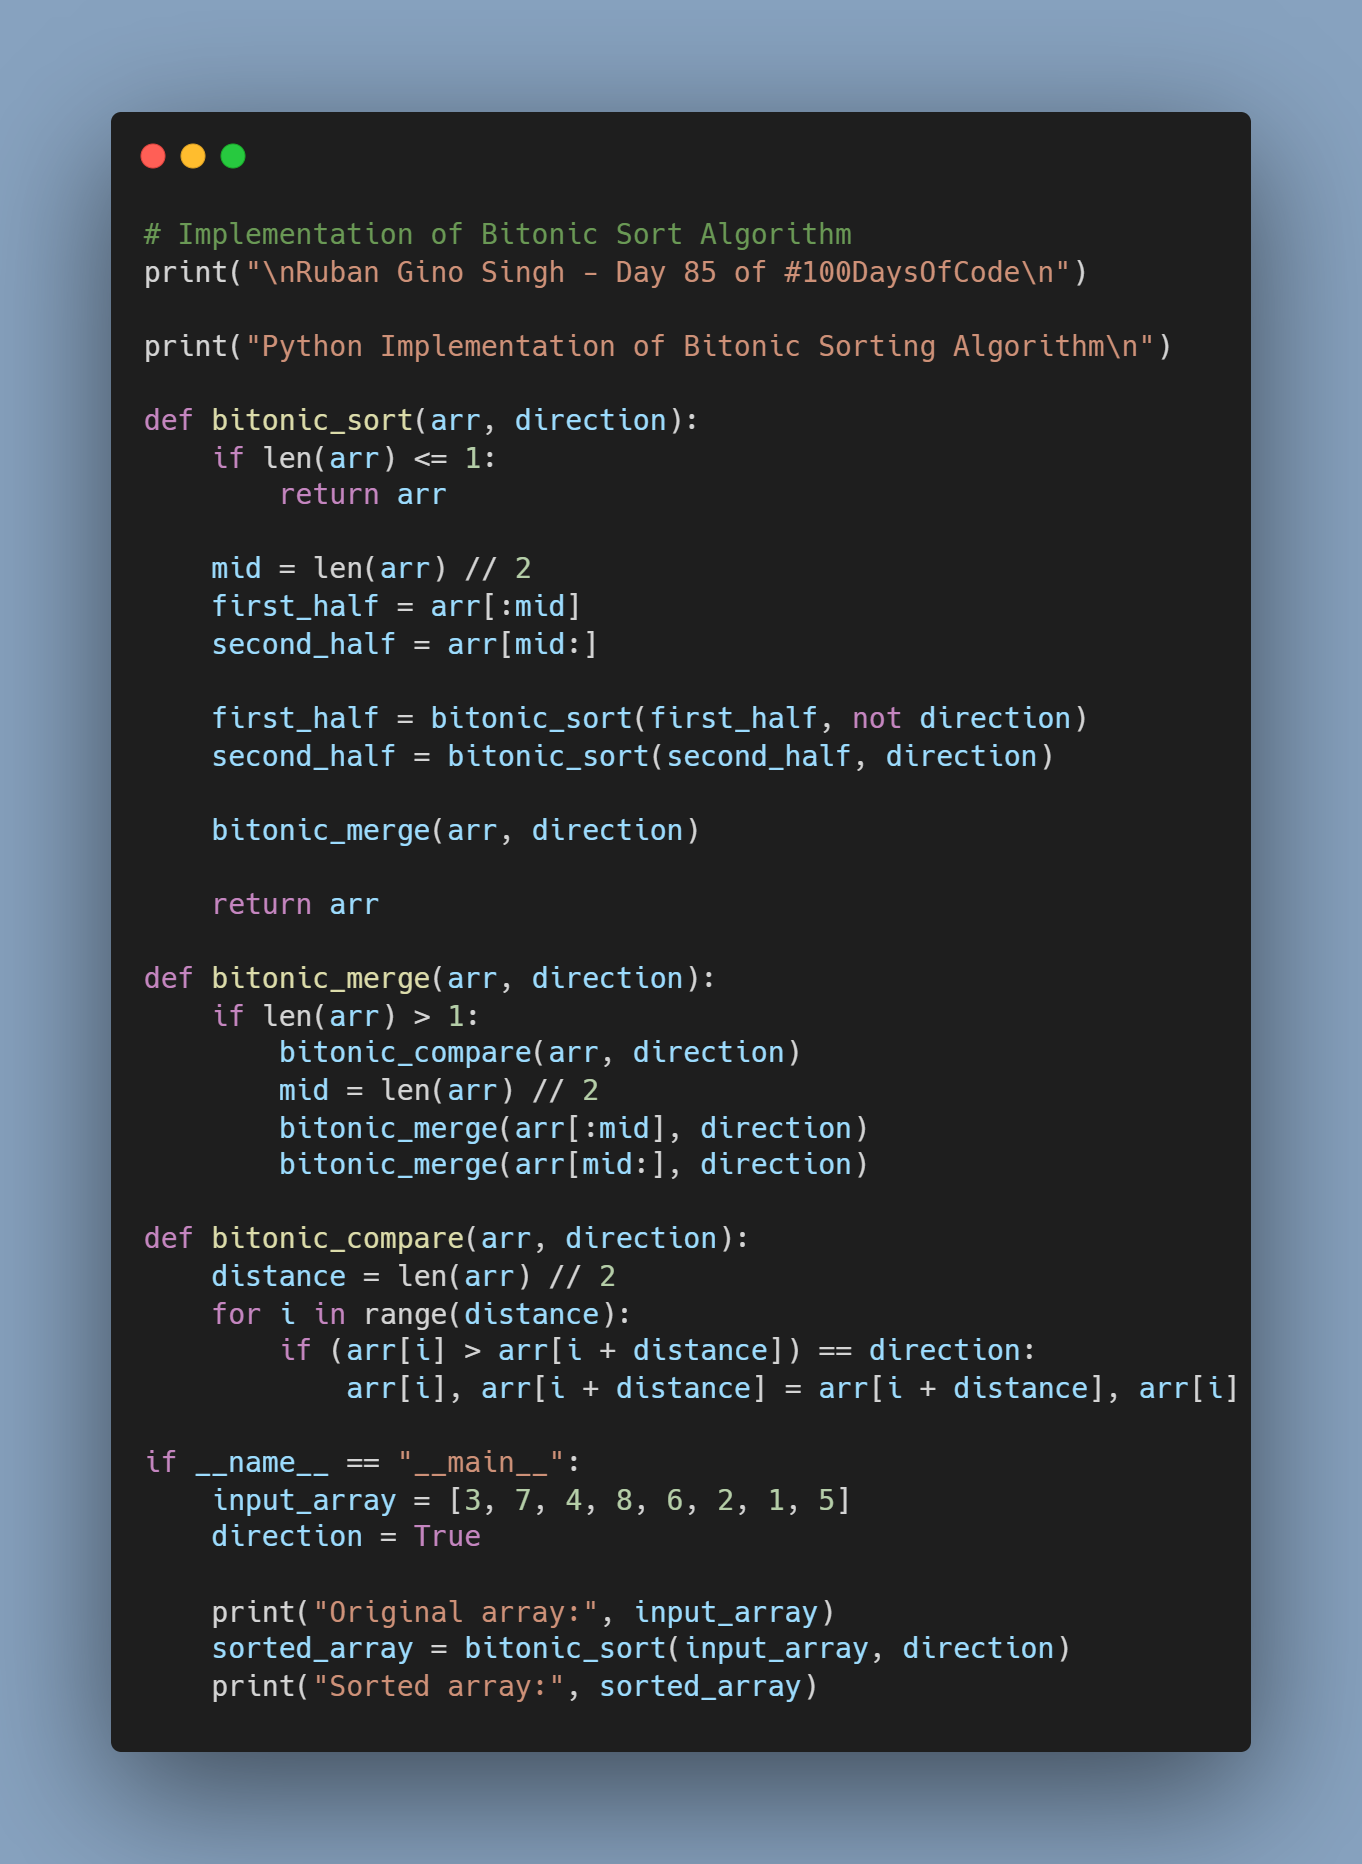 # Implementation of Bitonic Sort Algorithm
print("\nRuban Gino Singh - Day 85 of #100DaysOfCode\n")

print("Python Implementation of Bitonic Sorting Algorithm\n")

def bitonic_sort(arr, direction):
    if len(arr) <= 1:
        return arr

    mid = len(arr) // 2
    first_half = arr[:mid]
    second_half = arr[mid:]

    first_half = bitonic_sort(first_half, not direction)
    second_half = bitonic_sort(second_half, direction)

    bitonic_merge(arr, direction)

    return arr

def bitonic_merge(arr, direction):
    if len(arr) > 1:
        bitonic_compare(arr, direction)
        mid = len(arr) // 2
        bitonic_merge(arr[:mid], direction)
        bitonic_merge(arr[mid:], direction)

def bitonic_compare(arr, direction):
    distance = len(arr) // 2
    for i in range(distance):
        if (arr[i] > arr[i + distance]) == direction:
            arr[i], arr[i + distance] = arr[i + distance], arr[i]

if __name__ == "__main__":
    input_array = [3, 7, 4, 8, 6, 2, 1, 5]
    direction = True

    print("Original array:", input_array)
    sorted_array = bitonic_sort(input_array, direction)
    print("Sorted array:", sorted_array)